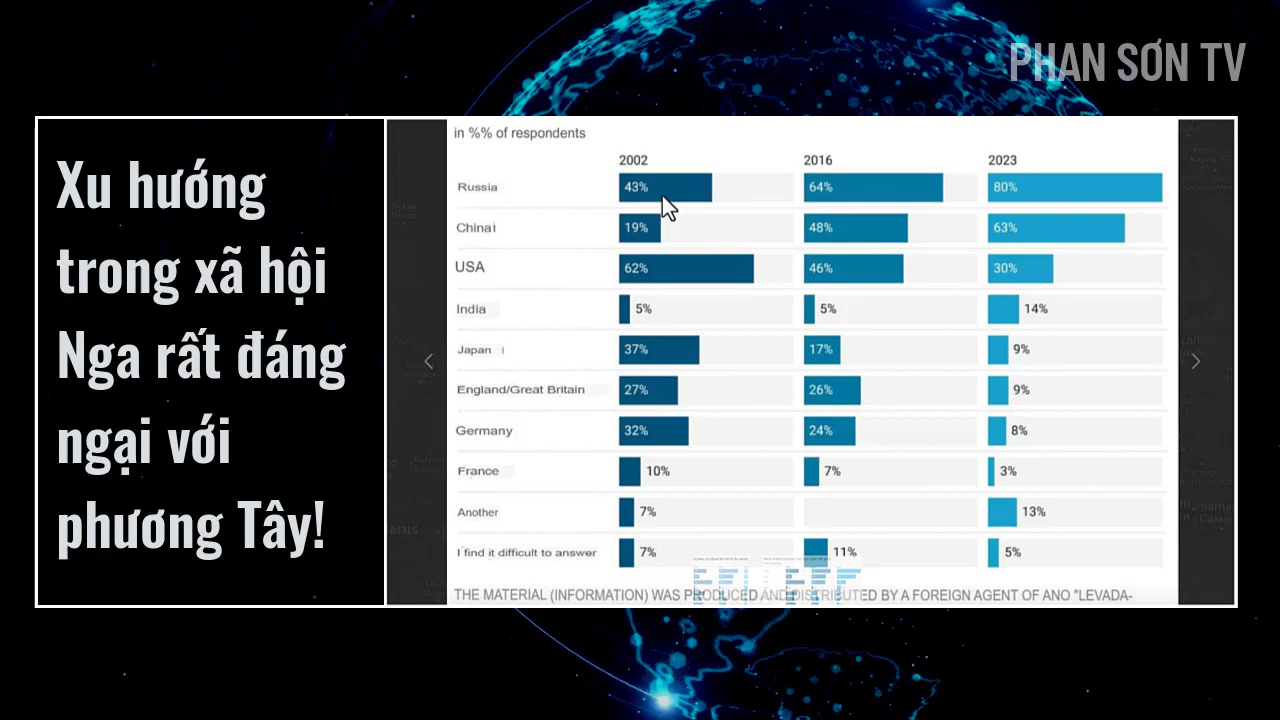 PHAN SƠN TV
Xu hướng
trong xã hội
Nga rất đáng
ngại với
phương Tây!
in %% of respondents
2002 2016 2023
Russia 43% 64% 80%
China 19% 48% 63%
USA 62% 46% 30%
India 5% 5% 14%
Japan 37% 17% 9%
England/Great Britain 27% 26% 9%
Germany 32% 24% 8%
France 10% 7% 3%
Another 7% 13%
I find it difficult to answer 7% 11% 5%
THE MATERIAL (INFORMATION) WAS PRODUCED AND DISTRIBUTED BY A FOREIGN AGENT OF ANO "LEVADA-